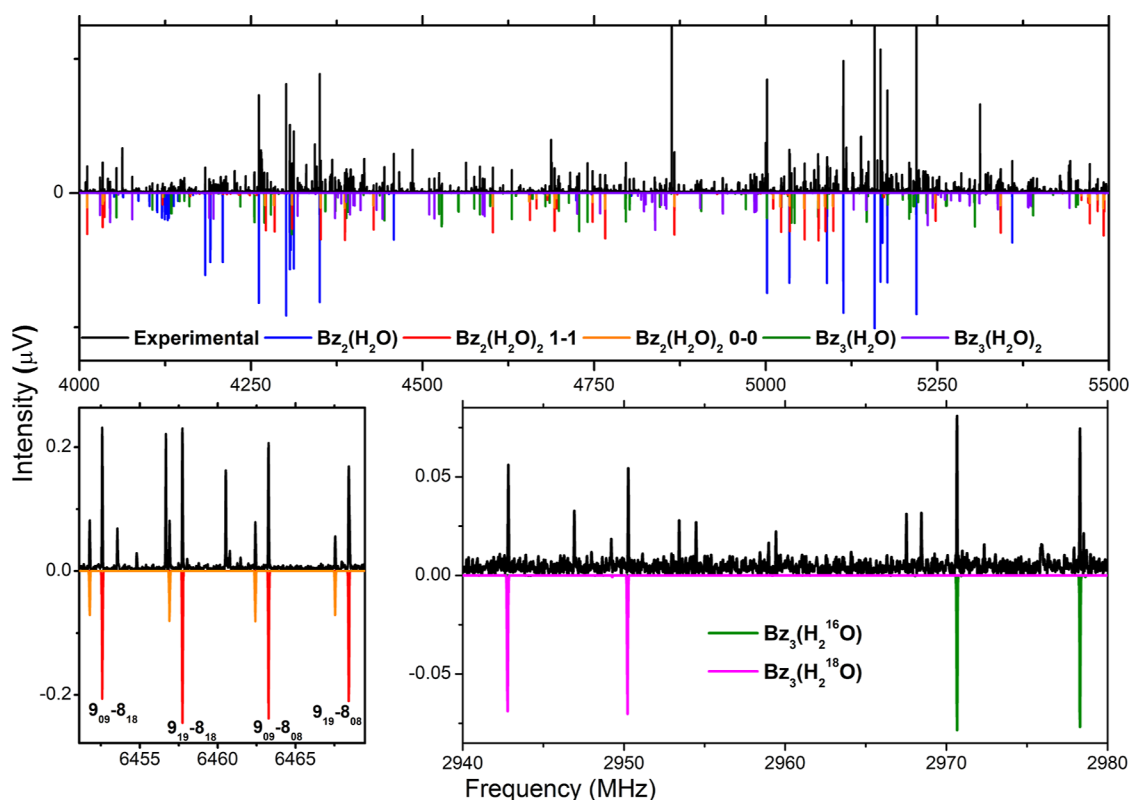 0
Experimental Bz₂(H₂O) Bz₂(H₂O)₂ 1-1 Bz₂(H₂O)₂ 0-0 Bz₃(H₂O) Bz₃(H₂O)₂
4000 4250 4500 4750 5000 5250 5500
Intensity (μV)
0.2
0.0
-0.2
9₀₉-8₁₈ 9₁₉-8₁₈ 9₀₉-8₀₈ 9₁₉-8₀₈
6455 6460 6465
0.05
0.00
-0.05
Bz₃(H₂¹⁶O)
Bz₃(H₂¹⁸O)
2940 2950 2960 2970 2980
Frequency (MHz)